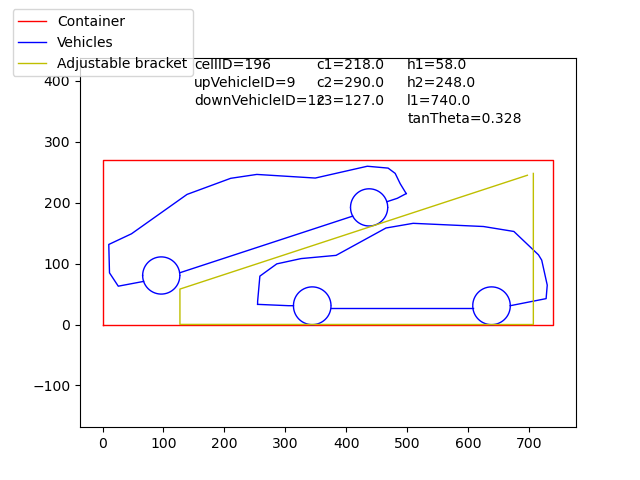 Container
Vehicles
Adjustable bracket
cellID=196 c1=218.0 h1=58.0
upVehicleID=9 c2=290.0 h2=248.0
downVehicleID=12 c3=127.0 l1=740.0
tanTheta=0.328
400
300
200
100
0
−100
0 100 200 300 400 500 600 700